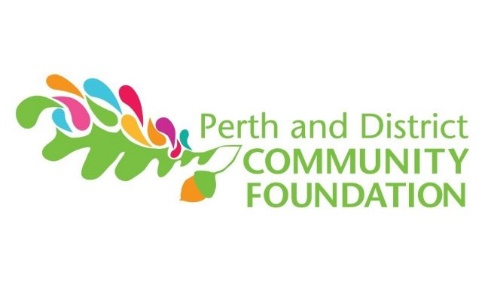 Perth and District
COMMUNITY
FOUNDATION